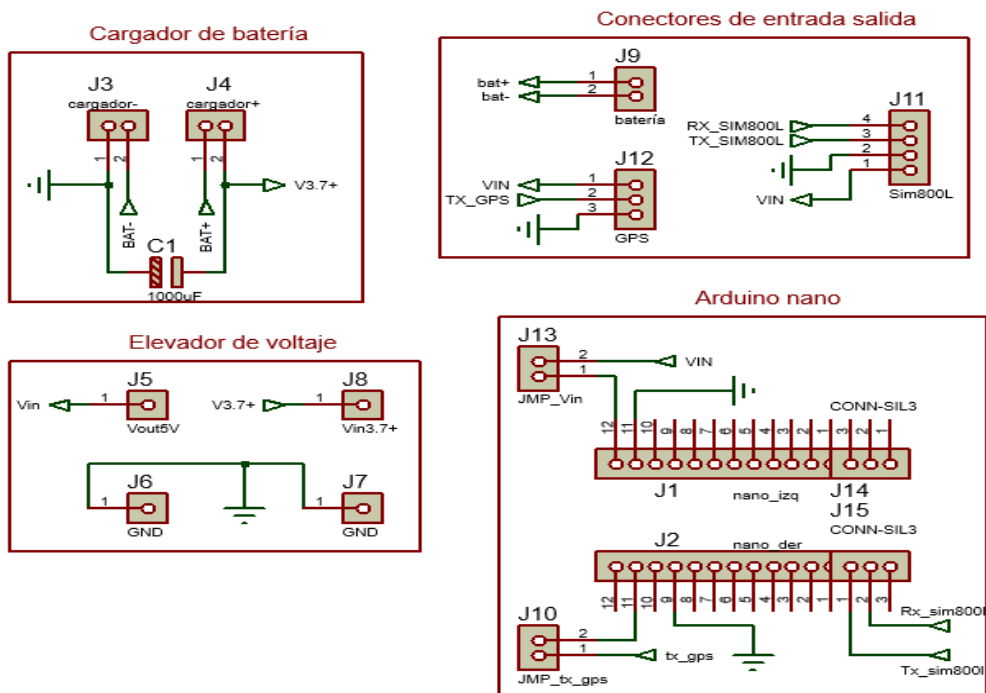 Cargador de batería
J3
cargador-
J4
cargador+
1
2
1
2
V3.7+
BAT-
BAT+
C1
1000uF
Conectores de entrada salida
J9
bat+
1
bat-
2
batería
J12
VIN
1
TX_GPS
2
3
GPS
J11
RX_SIM800L
4
TX_SIM800L
3
2
1
VIN
Sim800L
Elevador de voltaje
J5
Vin
1
Vout5V
J8
V3.7+
1
Vin3.7+
J6
1
GND
J7
1
GND
Arduino nano
J13
2
VIN
1
JMP_Vin
CONN-SIL3
12
11
10
9
8
7
6
5
4
3
2
1
3
2
1
J1
nano_izq
J14
J15
CONN-SIL3
J2
nano_der
12
11
10
9
8
7
6
5
4
3
2
1
1
2
3
J10
2
1
tx_gps
JMP_tx_gps
Rx_sim800l
Tx_sim800l